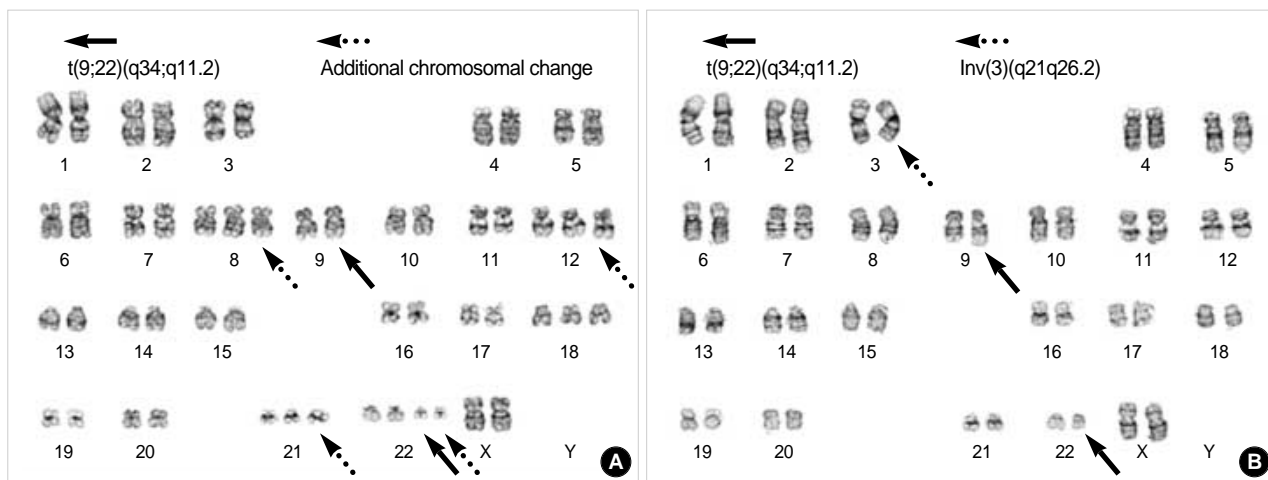 t(9;22)(q34;q11.2) Additional chromosomal change
1 2 3 4 5
6 7 8 9 10 11 12
13 14 15 16 17 18
19 20 21 22 X Y A
t(9;22)(q34;q11.2) Inv(3)(q21q26.2)
1 2 3 4 5
6 7 8 9 10 11 12
13 14 15 16 17 18
19 20 21 22 X Y B